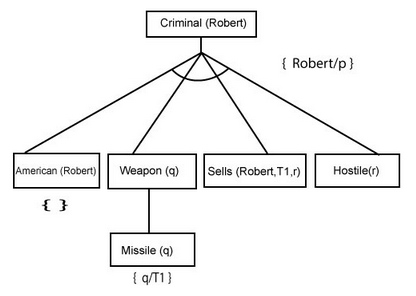 Criminal (Robert)
{ Robert/p }
American (Robert)
Weapon (q)
Sells (Robert,T1,r)
Hostile(r)
{ }
Missile (q)
{ q/T1 }